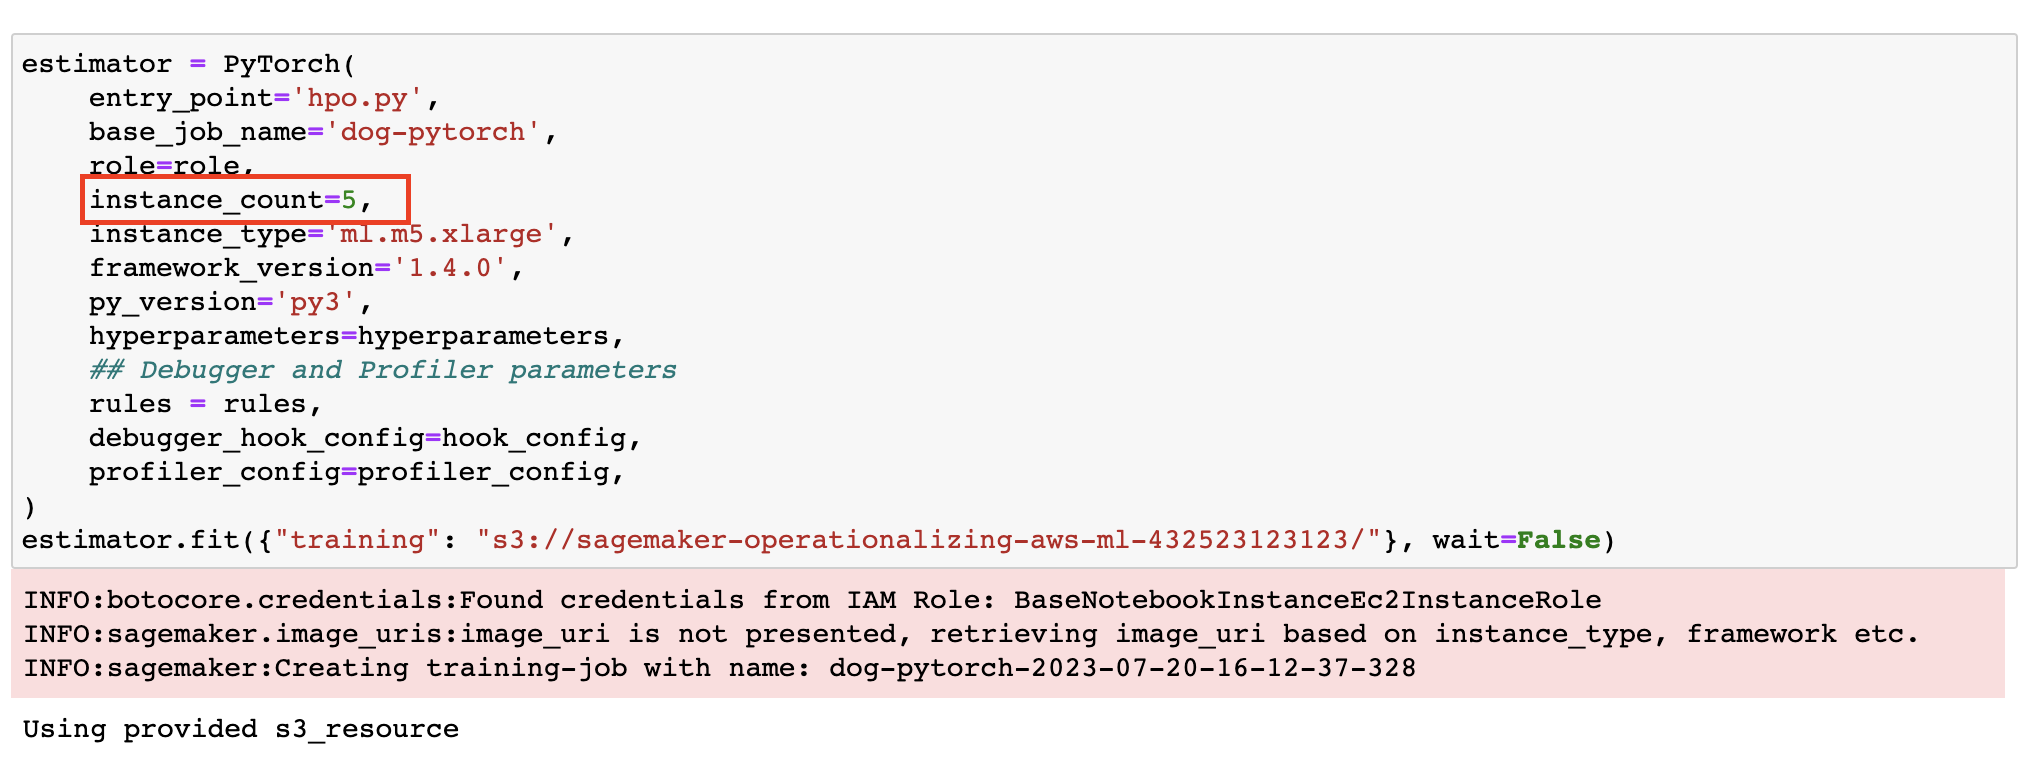 estimator = PyTorch(
    entry_point='hpo.py',
    base_job_name='dog-pytorch',
    role=role,
    instance_count=5,
    instance_type='ml.m5.xlarge',
    framework_version='1.4.0',
    py_version='py3',
    hyperparameters=hyperparameters,
    ## Debugger and Profiler parameters
    rules = rules,
    debugger_hook_config=hook_config,
    profiler_config=profiler_config,
)
estimator.fit({"training": "s3://sagemaker-operationalizing-aws-ml-432523123123/"}, wait=False)
INFO:botocore.credentials:Found credentials from IAM Role: BaseNotebookInstanceEc2InstanceRole
INFO:sagemaker.image_uris:image_uri is not presented, retrieving image_uri based on instance_type, framework etc.
INFO:sagemaker:Creating training-job with name: dog-pytorch-2023-07-20-16-12-37-328
Using provided s3_resource